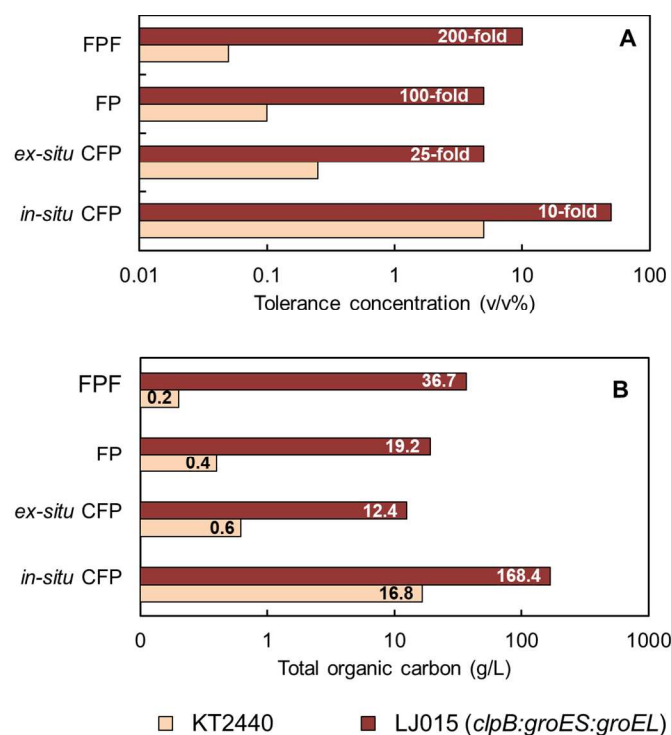 A
FPF
200-fold
FP
100-fold
ex-situ CFP
25-fold
in-situ CFP
10-fold
0.01 0.1 1 10 100
Tolerance concentration (v/v%)
B
FPF
36.7
0.2
FP
19.2
0.4
ex-situ CFP
12.4
0.6
in-situ CFP
168.4
16.8
0 1 10 100 1000
Total organic carbon (g/L)
KT2440 LJ015 (clpB:groES:groEL)